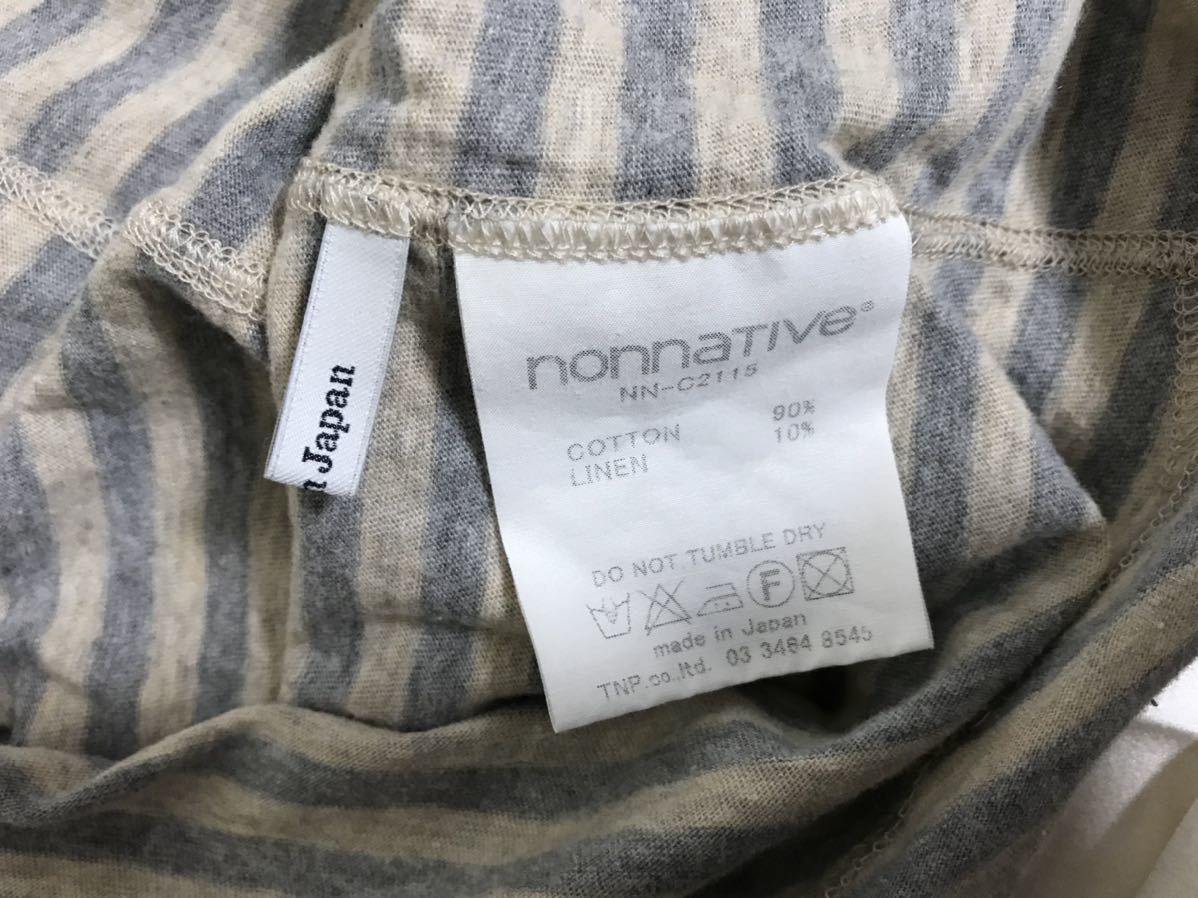 n Japan
nonnative®
NN-C2115
COTTON 90%
LINEN 10%
DO NOT TUMBLE DRY
F
made in Japan
TNP.co.,ltd. 03 3464 8545